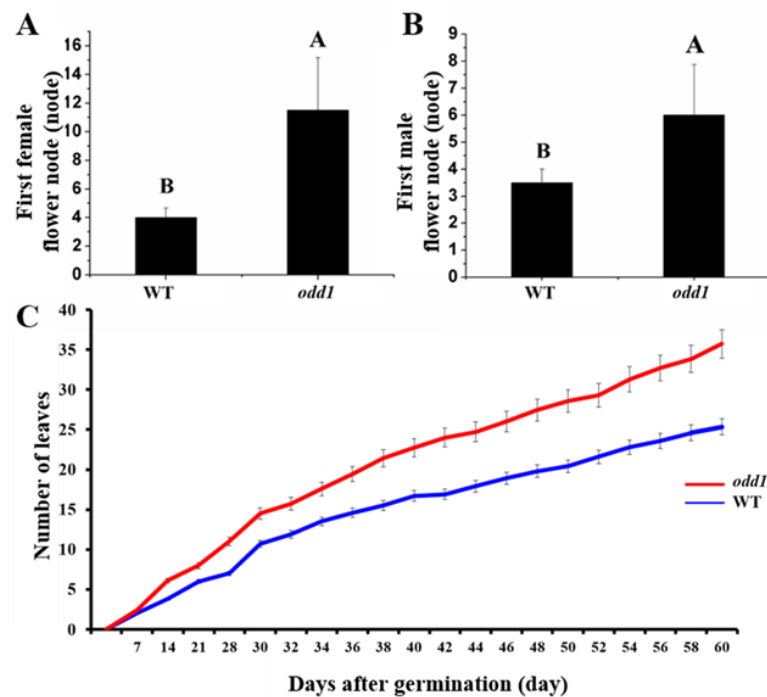 A
First female
flower node (node)
16
14
12
10
8
6
4
2
0
B
A
WT
odd1
B
First male
flower node (node)
9
8
7
6
5
4
3
2
1
0
B
A
WT
odd1
C
Number of leaves
40
35
30
25
20
15
10
5
0
odd1
WT
7 14 21 28 30 32 34 36 38 40 42 44 46 48 50 52 54 56 58 60
Days after germination (day)